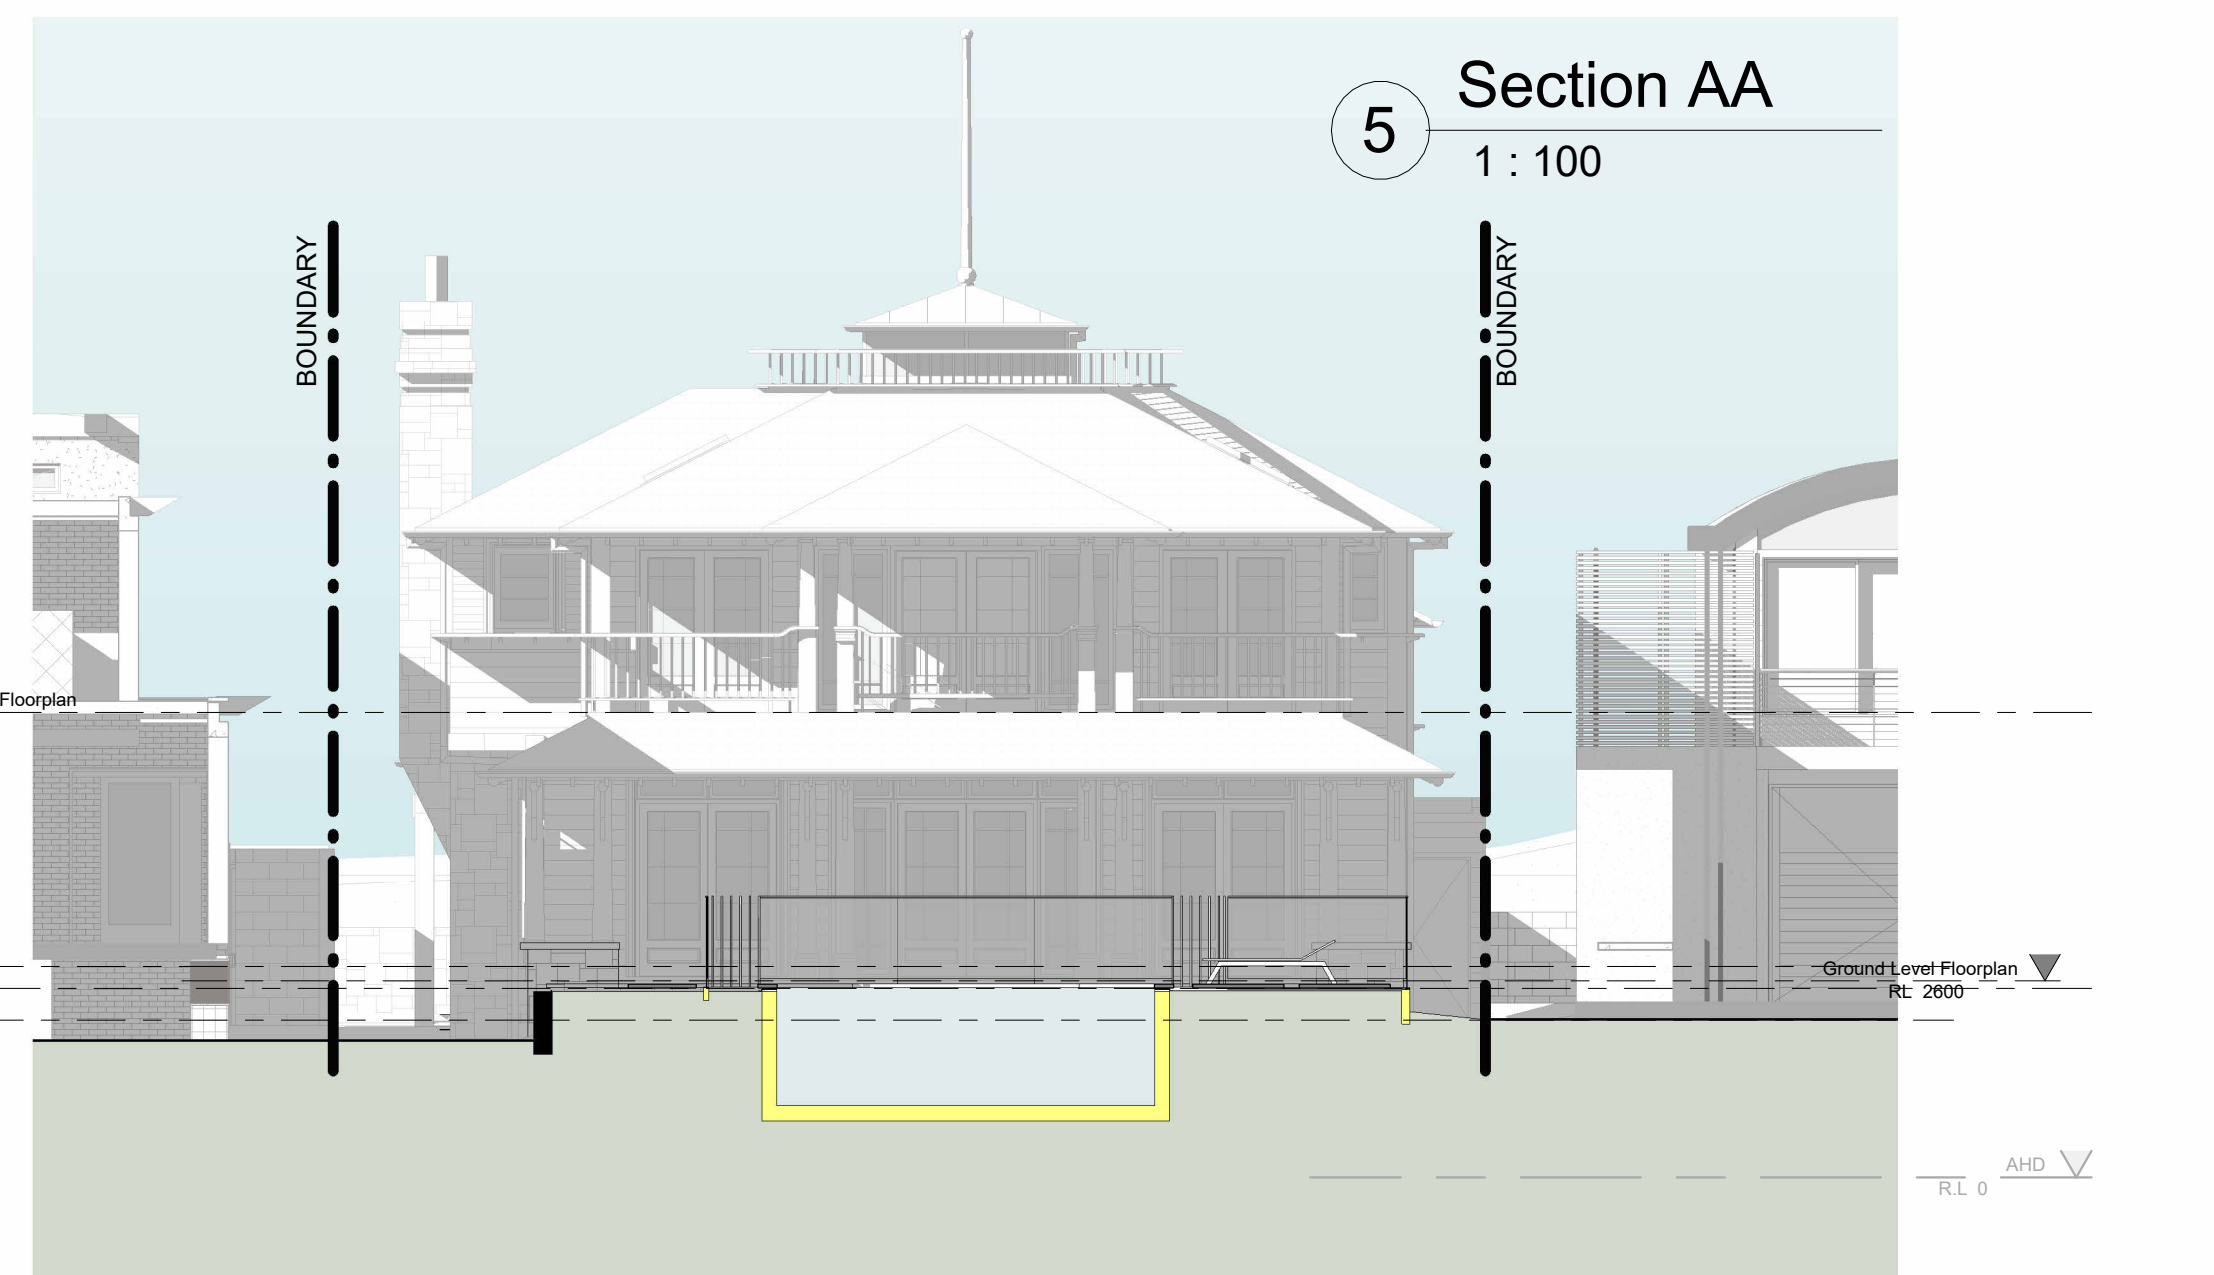 Section AA
5
1 : 100
BOUNDARY
BOUNDARY
Floorplan
Ground Level Floorplan
RL 2600
AHD
R.L 0